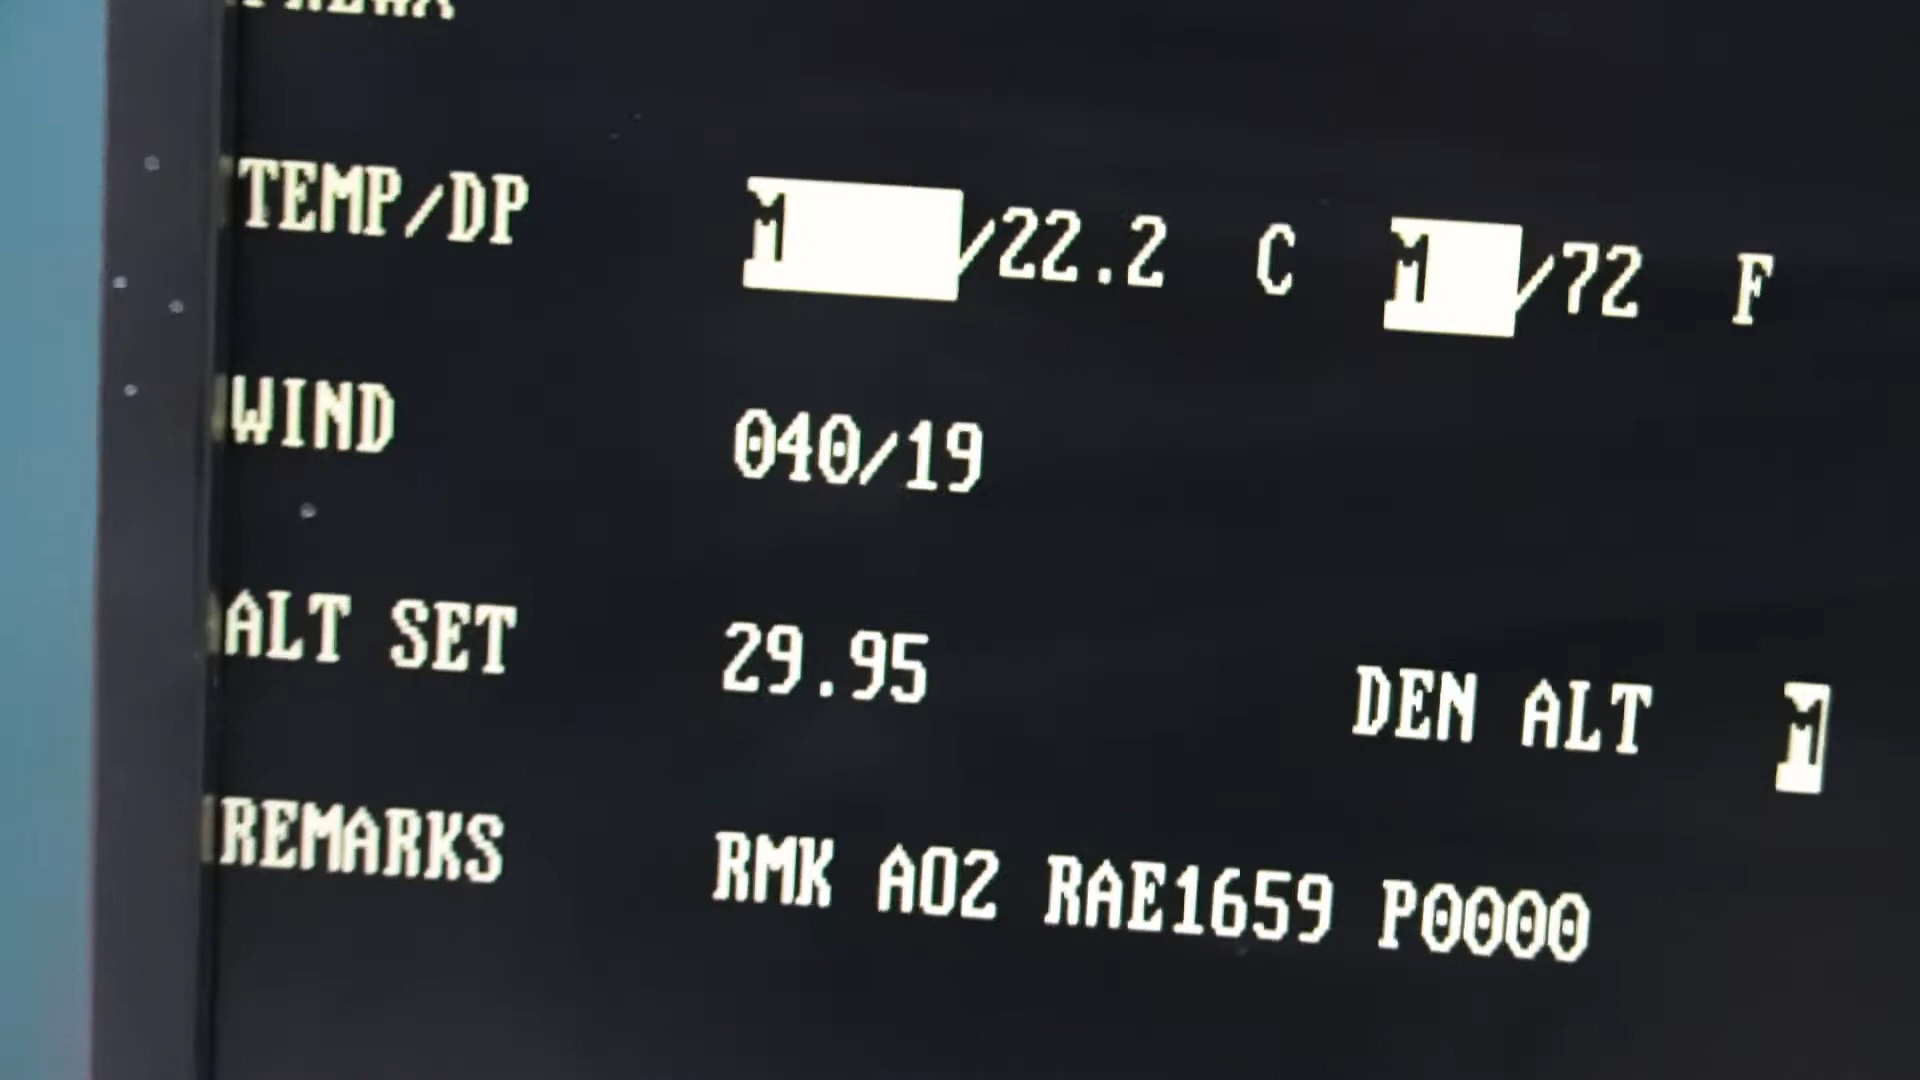 TEMP/DP M /22.2 C M /72 F
WIND 040/19
ALT SET 29.95 DEN ALT M
REMARKS RMK AO2 RAE1659 P0000